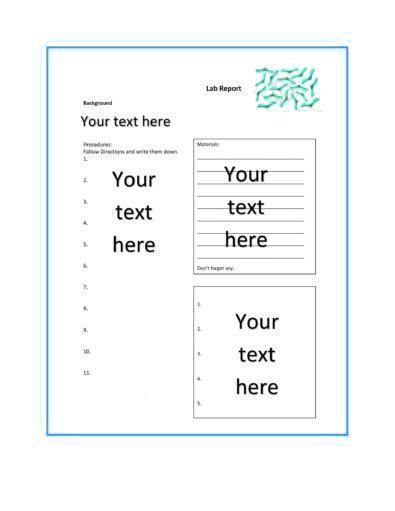 Lab Report
Background
Your text here
Procedures:
Follow Directions and write them down.
1.
2.
3.
4.
5.
6.
7.
8.
9.
10.
11.
Your
text
here
Materials:
Your
text
here
Don't forget any.
1.
2.
3.
4.
5.
Your
text
here